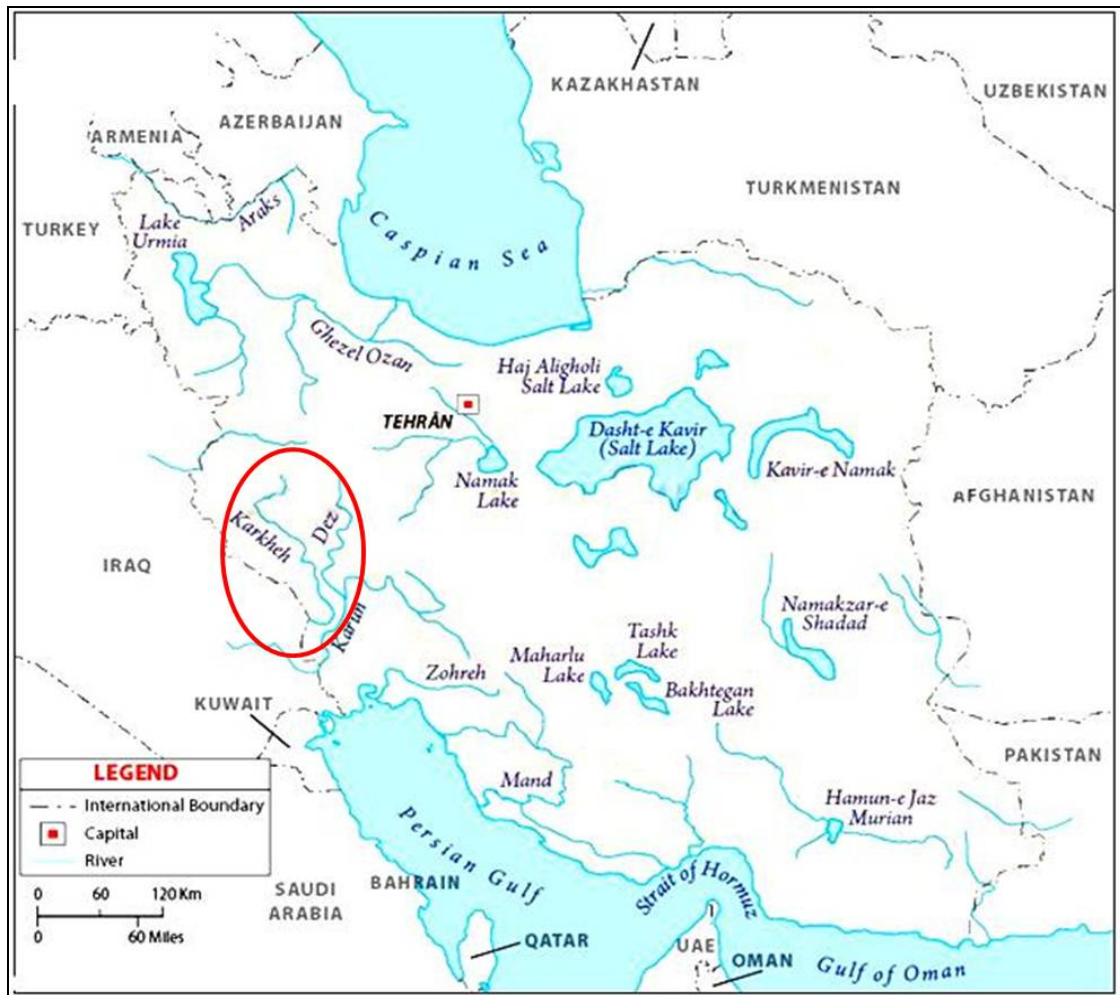 KAZAKHSTAN
UZBEKISTAN
AZERBAIJAN
ARMENIA
TURKMENISTAN
Araks
TURKEY
Lake
Urmia
Caspian Sea
Ghezel Ozan
Haj Aligholi
Salt Lake
TEHRÂN
Dasht-e Kavir
(Salt Lake)
Kavir-e Namak
Namak
Lake
AFGHANISTAN
Karkheh
Dez
IRAQ
Karun
Namakzar-e
Shadad
Tashk
Lake
Maharlu
Lake
Zohreh
Bakhtegan
Lake
KUWAIT
PAKISTAN
LEGEND
International Boundary
Capital
River
0 60 120 Km
0 60 Miles
Mand
Hamun-e Jaz
Murian
Persian Gulf
Strait of Hormuz
SAUDI
ARABIA
BAHRAIN
QATAR
UAE
OMAN
Gulf of Oman